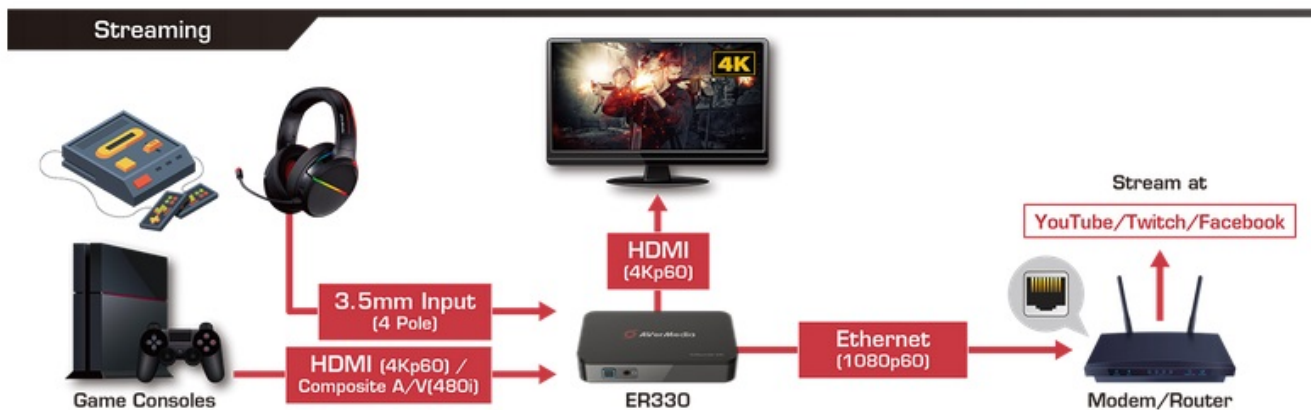 Streaming
4K
Stream at
YouTube/Twitch/Facebook
HDMI
(4Kp60)
3.5mm Input
(4 Pole)
AVerMedia
Ethernet
(1080p60)
HDMI (4Kp60) /
Composite A/V(480i)
Game Consoles
ER330
Modem/Router